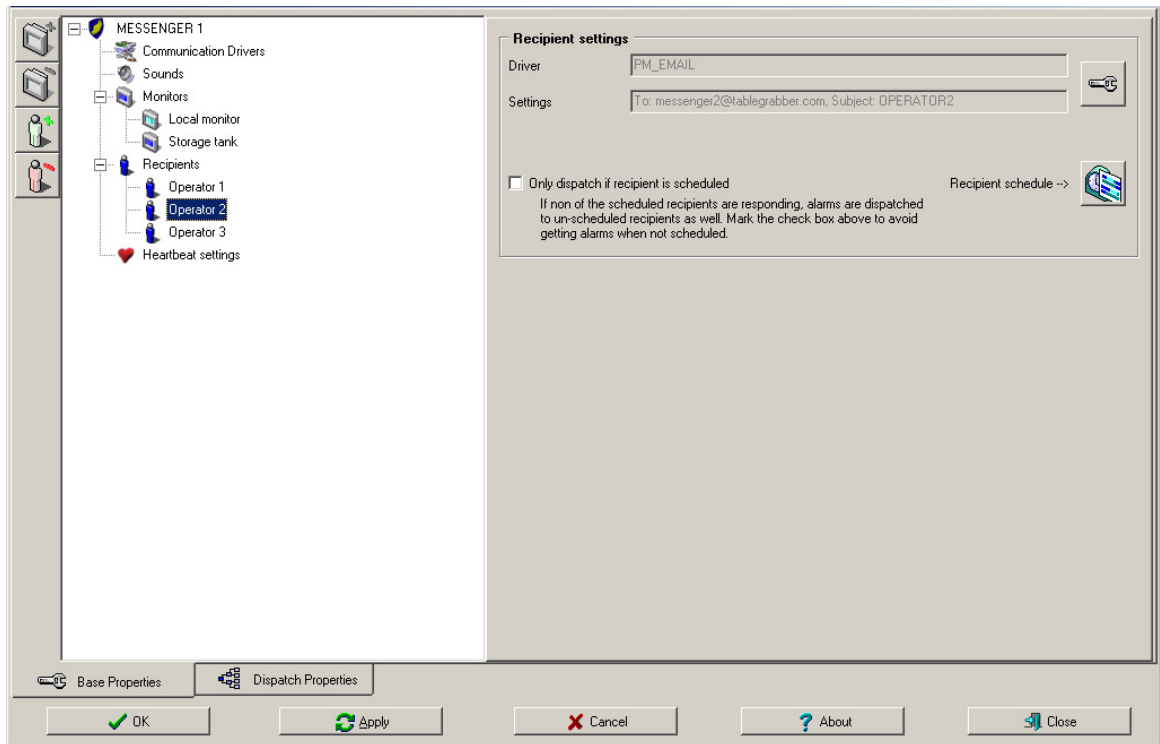 MESSENGER 1
Communication Drivers
Sounds
Monitors
Local monitor
Storage tank
Recipients
Operator 1
Operator 2
Operator 3
Heartbeat settings
Recipient settings
Driver PM_EMAIL
Settings To: messenger2@tablegrabber.com, Subject: OPERATOR2
Only dispatch if recipient is scheduled Recipient schedule -->
If non of the scheduled recipients are responding, alarms are dispatched
to un-scheduled recipients as well. Mark the check box above to avoid
getting alarms when not scheduled.
Base Properties Dispatch Properties
OK Apply Cancel About Close